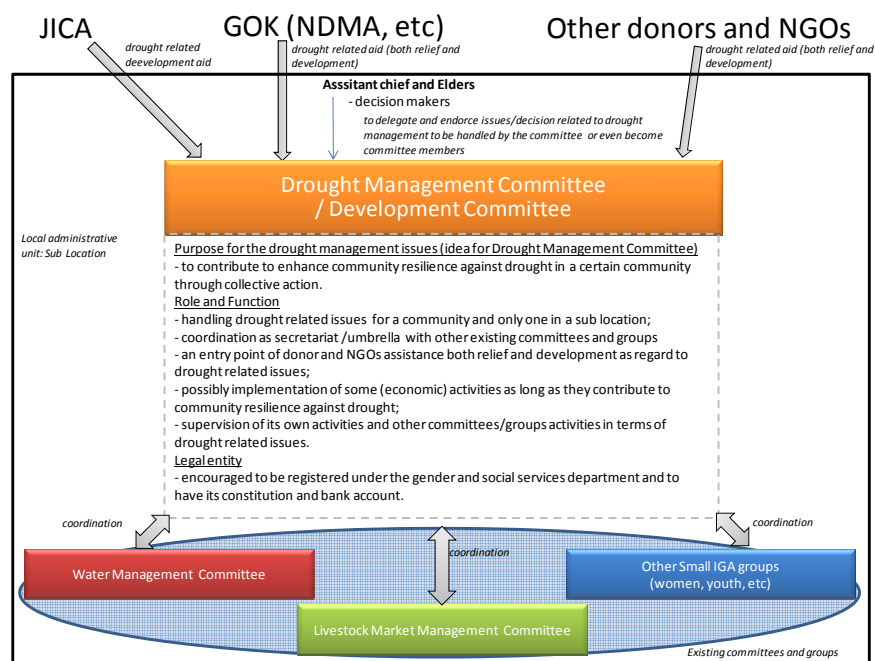 JICA
GOK (NDMA, etc)
Other donors and NGOs
drought related
deevelopment aid
drought related aid (both relief and
development)
drought related aid (both relief and
development)
Asssitant chief and Elders
- decision makers
to delegate and endorce issues/decision related to drought
management to be handled by the committee or even become
committee members
Drought Management Committee
/ Development Committee
Local administrative
unit: Sub Location
Purpose for the drought management issues (idea for Drought Management Committee)
- to contribute to enhance community resilience against drought in a certain community
through collective action.
Role and Function
- handling drought related issues for a community and only one in a sub location;
- coordination as secretariat /umbrella with other existing committees and groups
- an entry point of donor and NGOs assistance both relief and development as regard to
drought related issues;
- possibly implementation of some (economic) activities as long as they contribute to
community resilience against drought;
- supervision of its own activities and other committees/groups activities in terms of
drought related issues.
Legal entity
- encouraged to be registered under the gender and social services department and to
have its constitution and bank account.
coordination
coordination
coordination
Water Management Committee
Other Small IGA groups
(women, youth, etc)
Livestock Market Management Committee
Existing committees and groups